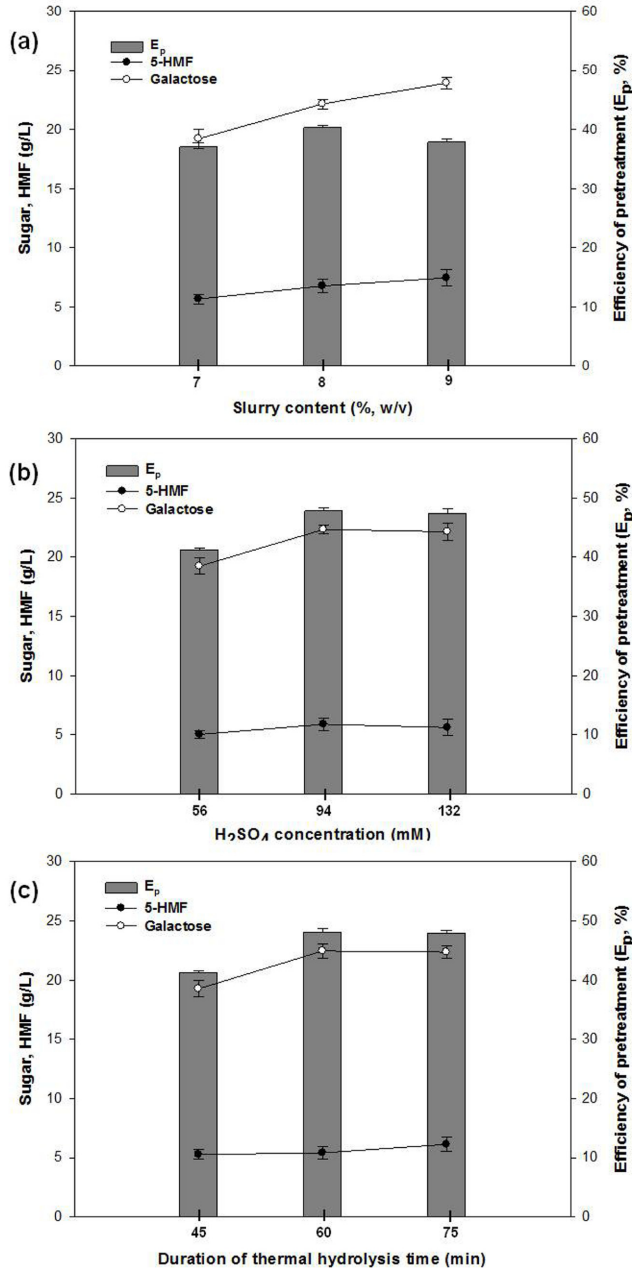 (a)
30
25
20
15
10
5
0
Sugar, HMF (g/L)
Ep
5-HMF
Galactose
60
50
40
30
20
10
0
Efficiency of pretreatment (Ep, %)
7 8 9
Slurry content (%, w/v)
(b)
30
25
20
15
10
5
0
Sugar, HMF (g/L)
Ep
5-HMF
Galactose
60
50
40
30
20
10
0
Efficiency of pretreatment (Ep, %)
56 94 132
H2SO4 concentration (mM)
(c)
30
25
20
15
10
5
0
Sugar, HMF (g/L)
Ep
5-HMF
Galactose
60
50
40
30
20
10
0
Efficiency of pretreatment (Ep, %)
45 60 75
Duration of thermal hydrolysis time (min)